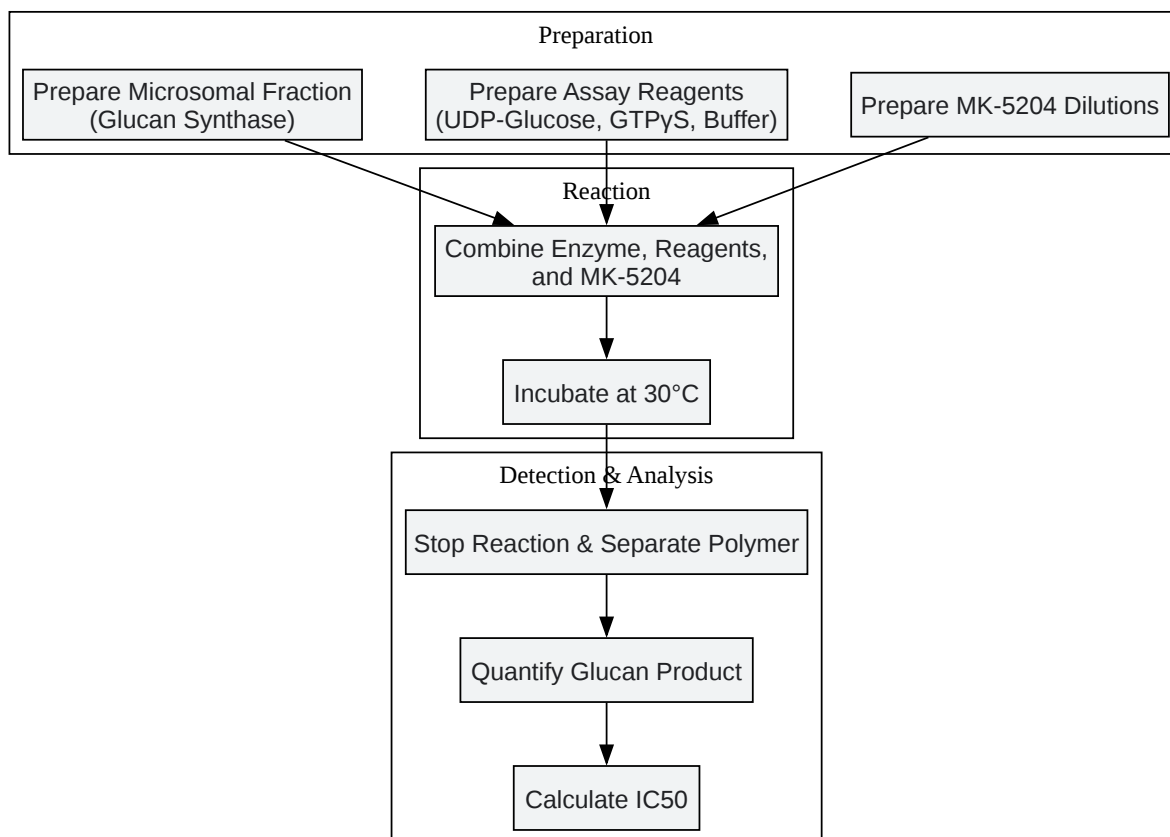 Preparation
Prepare Microsomal Fraction
(Glucan Synthase)
Prepare Assay Reagents
(UDP-Glucose, GTPγS, Buffer)
Prepare MK-5204 Dilutions
Reaction
Combine Enzyme, Reagents,
and MK-5204
Incubate at 30°C
Detection & Analysis
Stop Reaction & Separate Polymer
Quantify Glucan Product
Calculate IC50